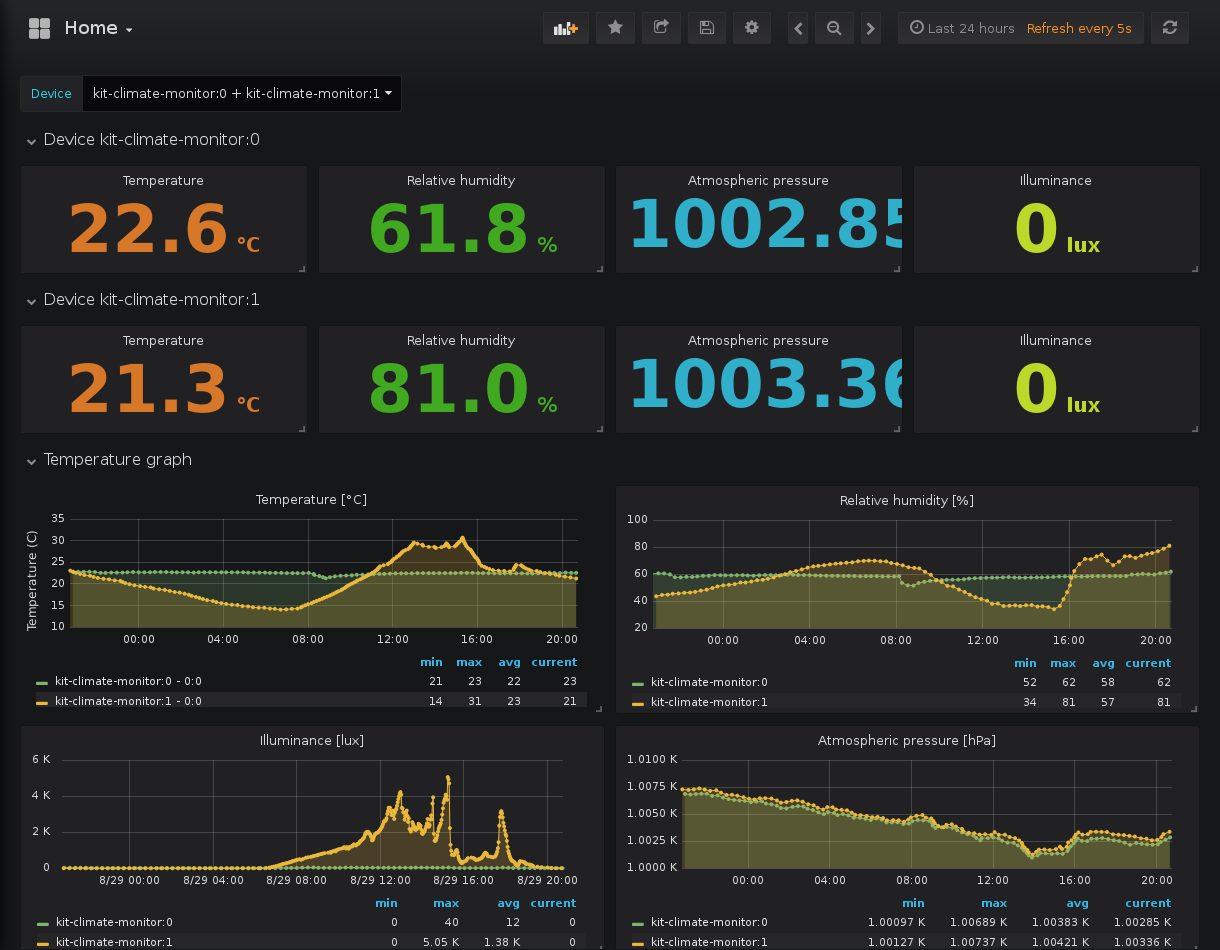 Home
Last 24 hours Refresh every 5s
Device kit-climate-monitor:0 + kit-climate-monitor:1
Device kit-climate-monitor:0
Temperature Relative humidity Atmospheric pressure Illuminance
22.6 °C 61.8 % 1002.85 0 lux
Device kit-climate-monitor:1
Temperature Relative humidity Atmospheric pressure Illuminance
21.3 °C 81.0 % 1003.36 0 lux
Temperature graph
Temperature [°C]
Temperature (C)
35
30
25
20
15
10
00:00 04:00 08:00 12:00 16:00 20:00
min max avg current
kit-climate-monitor:0 - 0:0 21 23 22 23
kit-climate-monitor:1 - 0:0 14 31 23 21
Relative humidity [%]
100
80
60
40
20
00:00 04:00 08:00 12:00 16:00 20:00
min max avg current
kit-climate-monitor:0 52 62 58 62
kit-climate-monitor:1 34 81 57 81
Illuminance [lux]
6 K
4 K
2 K
0
8/29 00:00 8/29 04:00 8/29 08:00 8/29 12:00 8/29 16:00 8/29 20:00
min max avg current
kit-climate-monitor:0 0 40 12 0
kit-climate-monitor:1 0 5.05 K 1.38 K 0
Atmospheric pressure [hPa]
1.0100 K
1.0075 K
1.0050 K
1.0025 K
1.0000 K
00:00 04:00 08:00 12:00 16:00 20:00
min max avg current
kit-climate-monitor:0 1.00097 K 1.00689 K 1.00383 K 1.00285 K
kit-climate-monitor:1 1.00127 K 1.00737 K 1.00421 K 1.00336 K